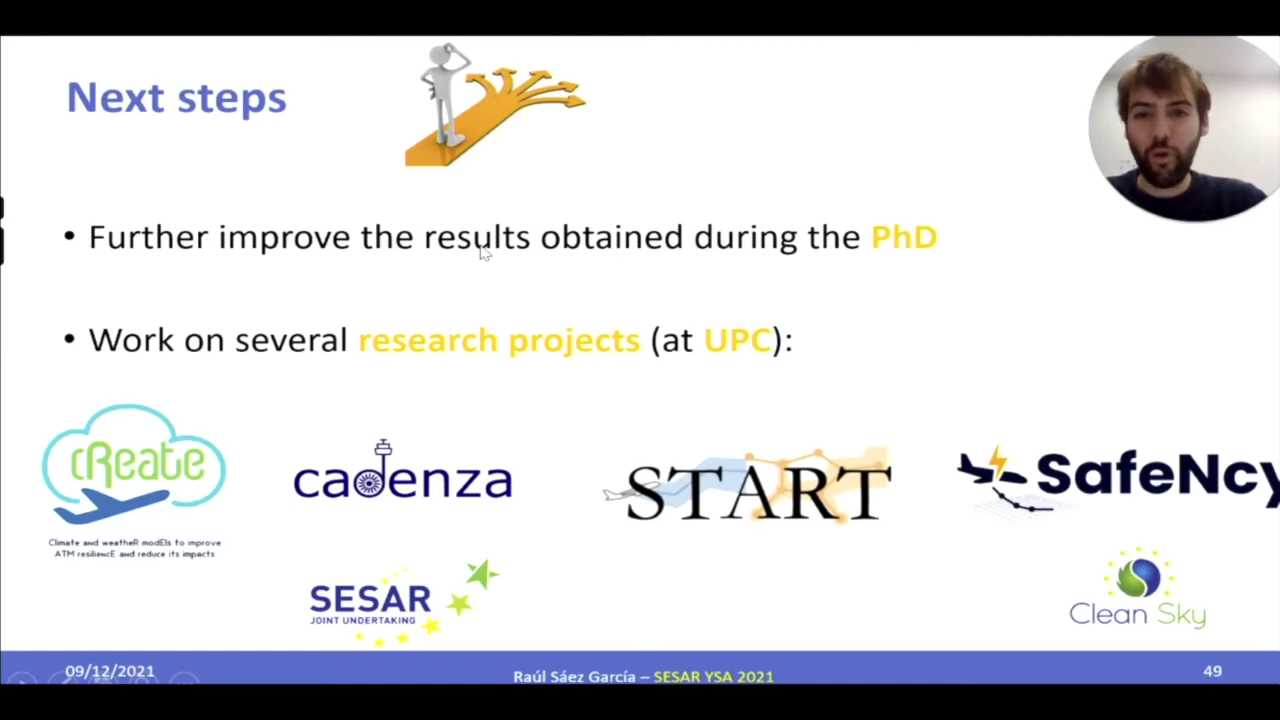 Next steps
• Further improve the results obtained during the PhD
• Work on several research projects (at UPC):
cReate
Climate and weatheR modEls to improve
ATM resiliencE and reduce its impacts
cadenza
START
SafeNcy
SESAR
JOINT UNDERTAKING
Clean Sky
09/12/2021
Raúl Sáez García – SESAR YSA 2021
49